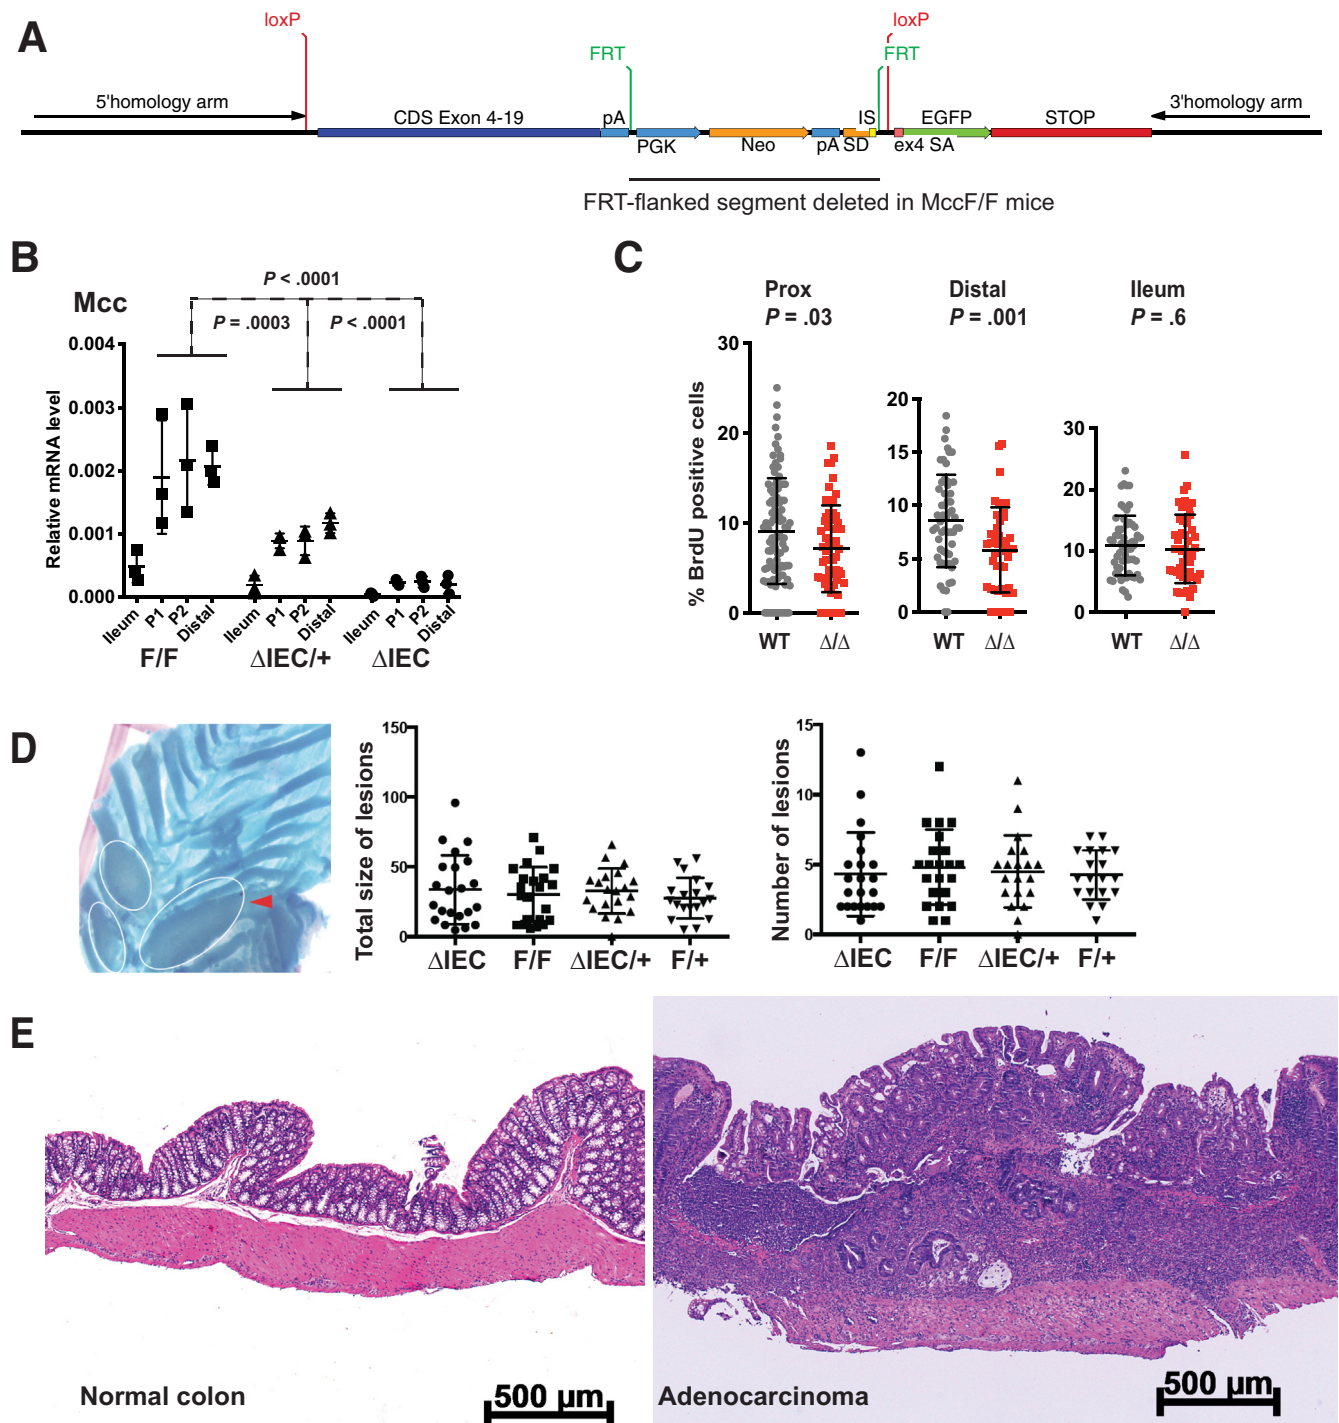 A
loxP
loxP
FRT
FRT
5'homology arm
3'homology arm
CDS Exon 4-19
pA
IS
EGFP
STOP
PGK
Neo
pA SD
ex4 SA
FRT-flanked segment deleted in MccF/F mice
B
Mcc
P < .0001
P = .0003
P < .0001
Relative mRNA level
0.004
0.003
0.002
0.001
0.000
Ileum
P1
P2
Distal
Ileum
P1
P2
Distal
Ileum
P1
P2
Distal
F/F
ΔIEC/+
ΔIEC
C
% BrdU positive cells
Prox
P = .03
30
20
10
0
WT
Δ/Δ
Distal
P = .001
20
15
10
5
0
WT
Δ/Δ
Ileum
P = .6
30
20
10
0
WT
Δ/Δ
D
Total size of lesions
150
100
50
0
ΔIEC
F/F
ΔIEC/+
F/+
Number of lesions
15
10
5
0
ΔIEC
F/F
ΔIEC/+
F/+
E
Normal colon
500 µm
Adenocarcinoma
500 µm